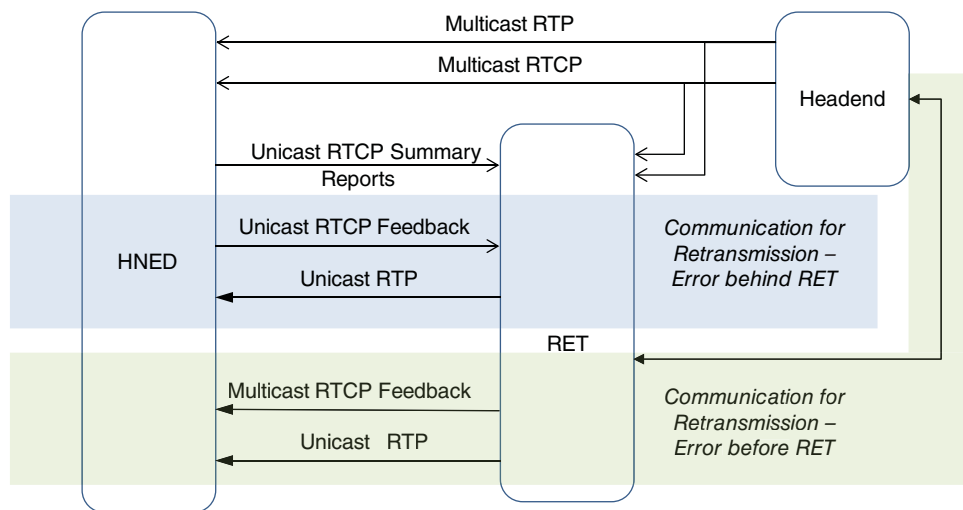 Multicast RTP
Multicast RTCP
Headend
Unicast RTCP Summary
Reports
Unicast RTCP Feedback
Communication for
Retransmission –
Error behind RET
HNED
Unicast RTP
RET
Multicast RTCP Feedback
Communication for
Retransmission –
Error before RET
Unicast RTP